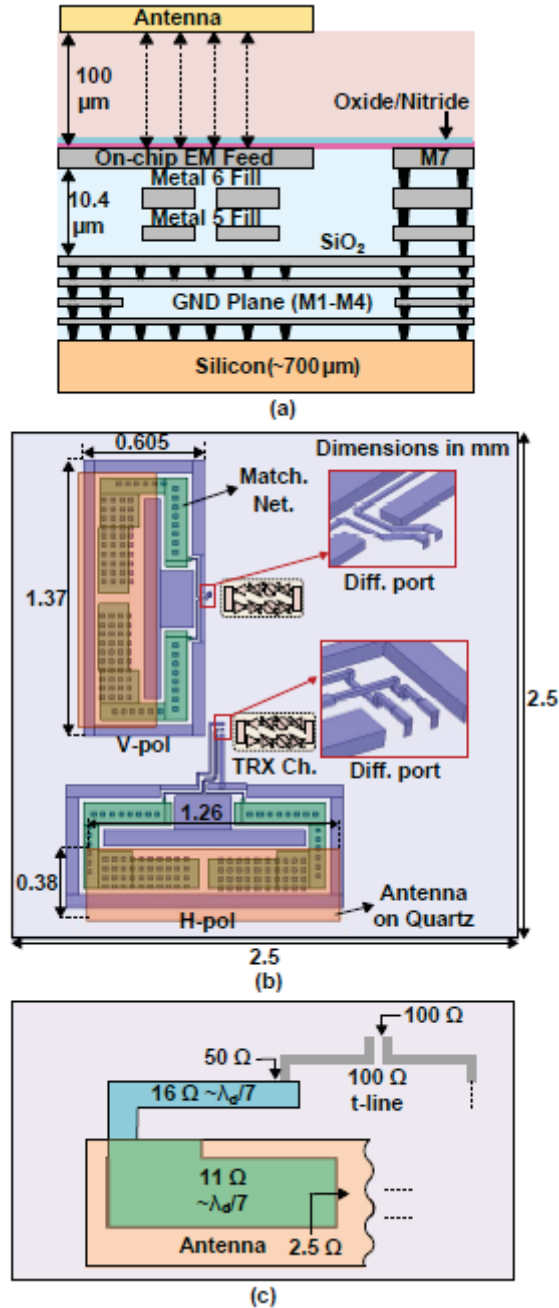 Antenna
100
µm
Oxide/Nitride
On-chip EM Feed
M7
Metal 6 Fill
10.4
µm
Metal 5 Fill
SiO₂
GND Plane (M1-M4)
Silicon(~700µm)
(a)
0.605
Dimensions in mm
Match.
Net.
Diff. port
1.37
2.5
V-pol
TRX Ch.
Diff. port
1.26
0.38
Antenna
on Quartz
H-pol
2.5
(b)
100 Ω
50 Ω
16 Ω ~λd/7
100 Ω
t-line
11 Ω
~λd/7
Antenna
2.5 Ω
(c)